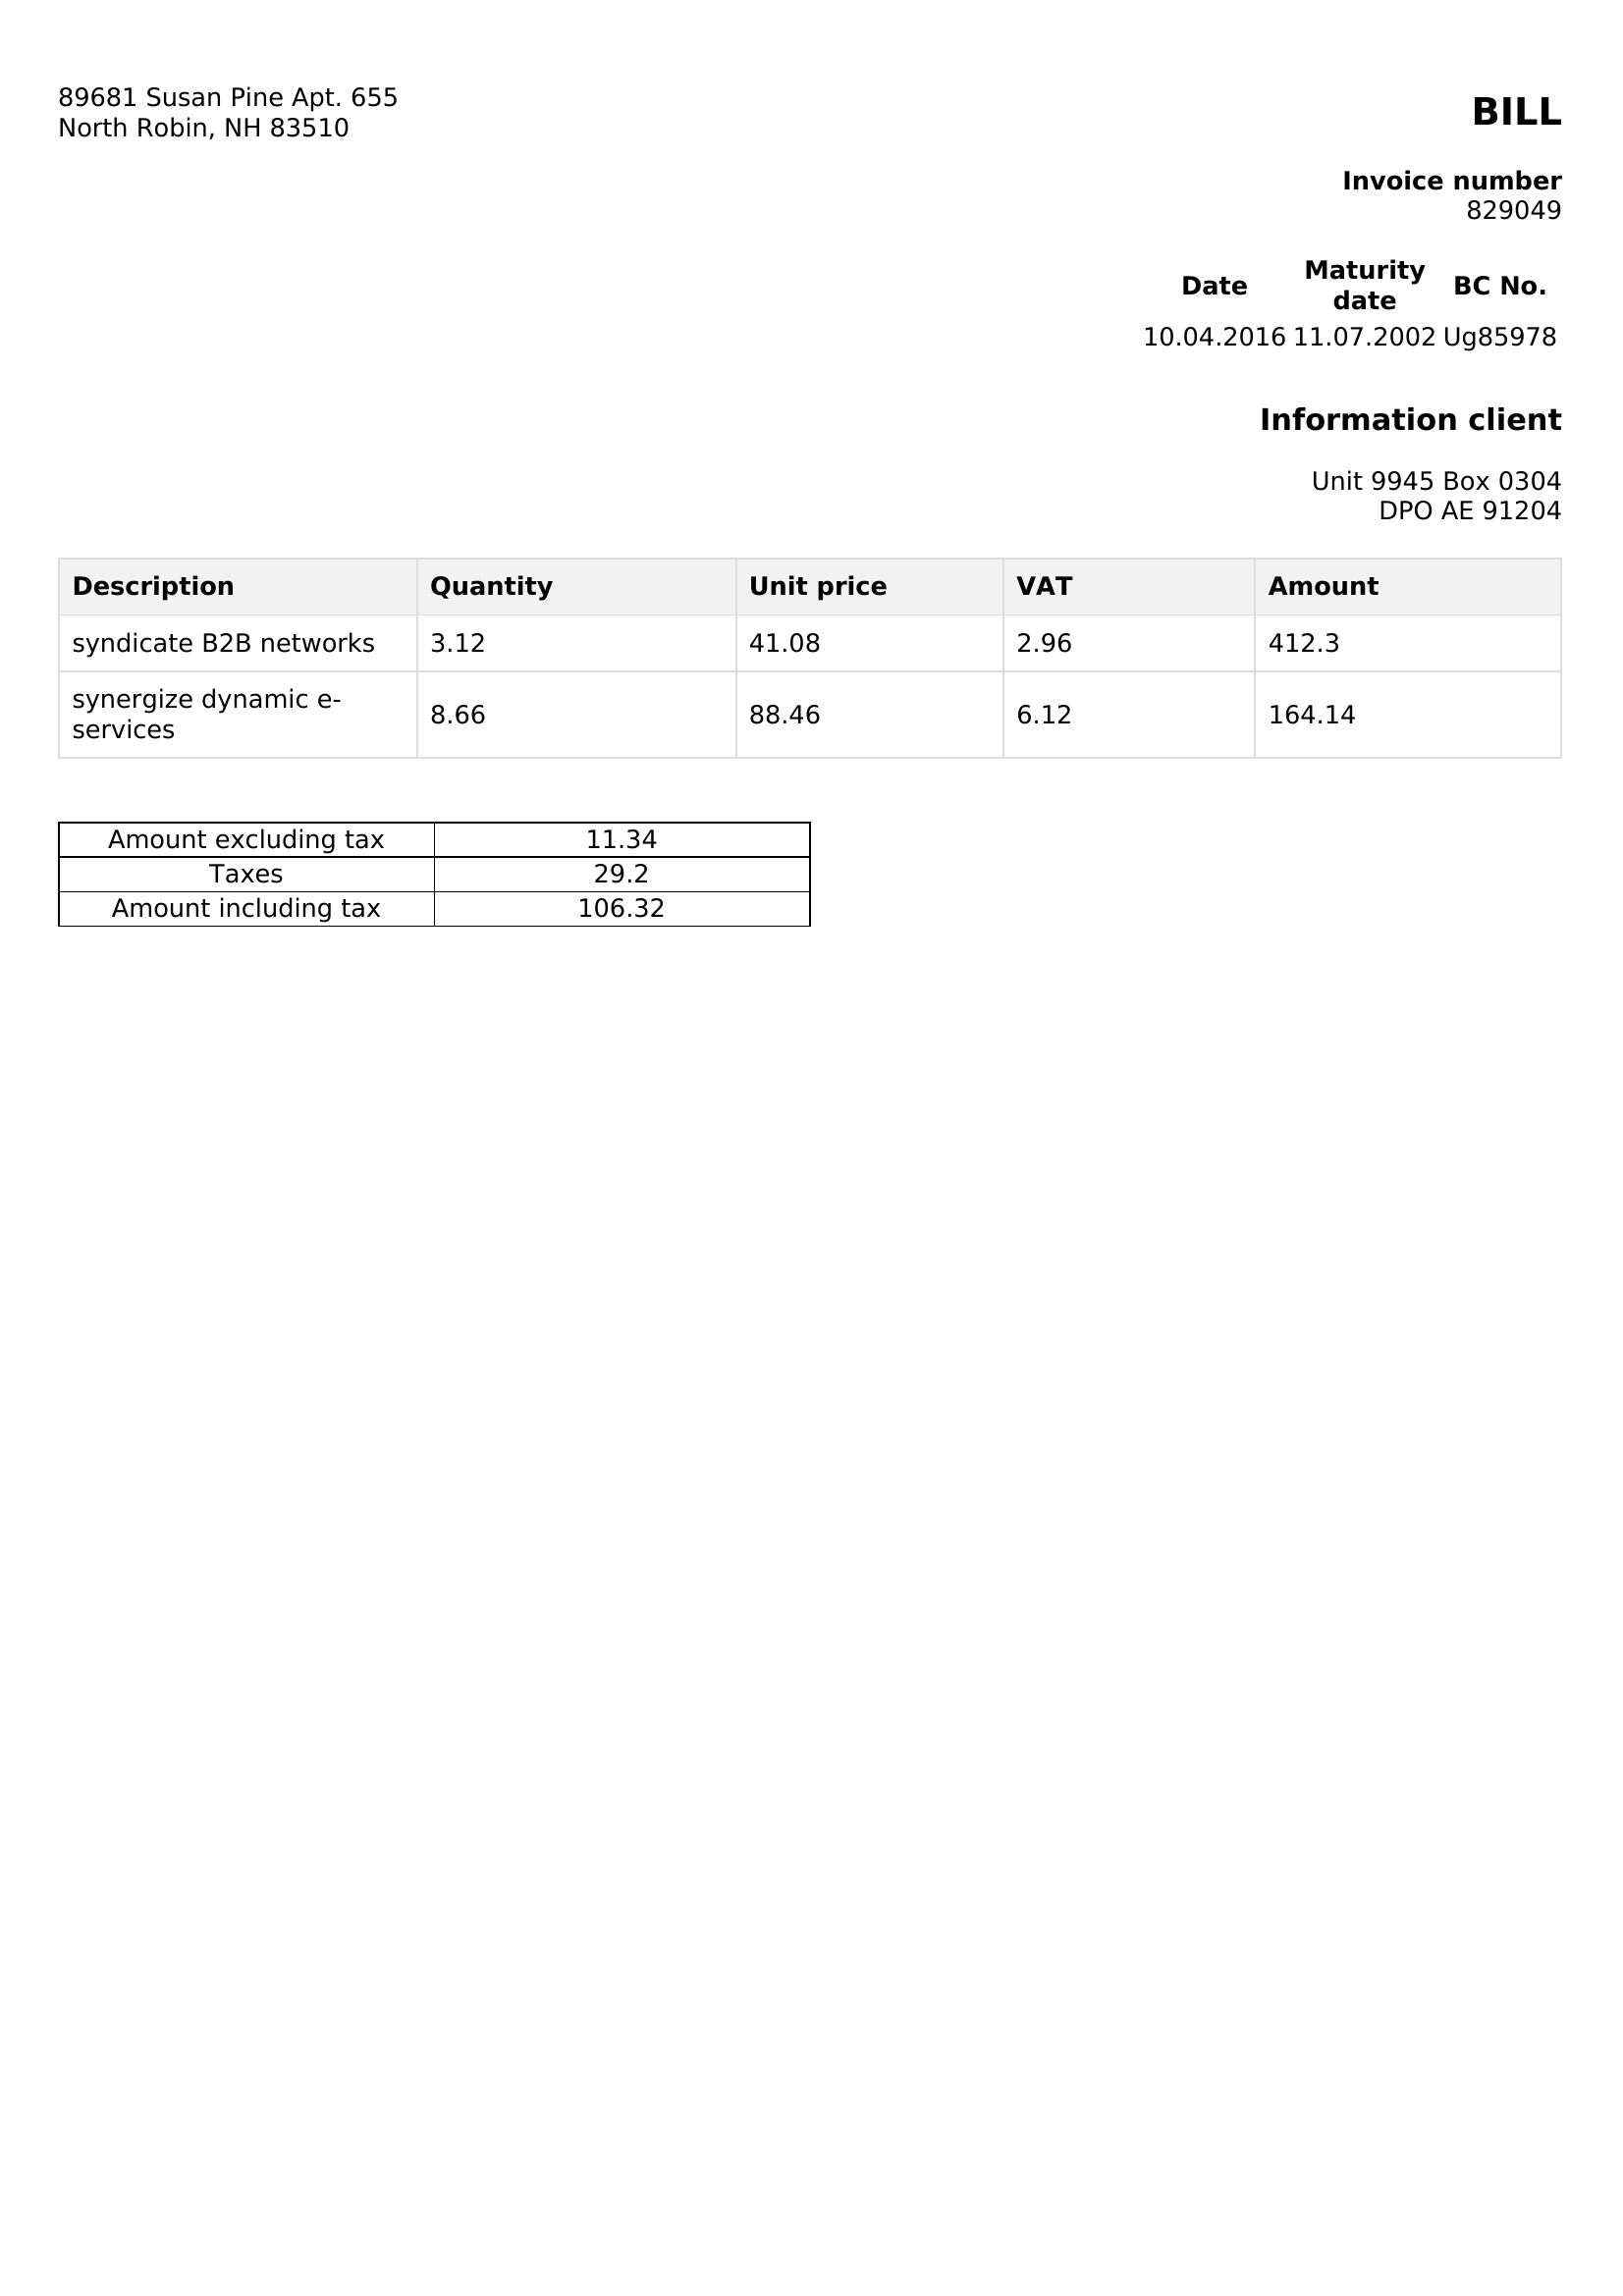 89681 Susan Pine Apt. 655
North Robin, NH 83510
BILL
Invoice number
829049
Date Maturity date BC No.
10.04.2016 11.07.2002 Ug85978
Information client
Unit 9945 Box 0304
DPO AE 91204
Description Quantity Unit price VAT Amount
syndicate B2B networks 3.12 41.08 2.96 412.3
synergize dynamic e-
services 8.66 88.46 6.12 164.14
Amount excluding tax 11.34
Taxes 29.2
Amount including tax 106.32